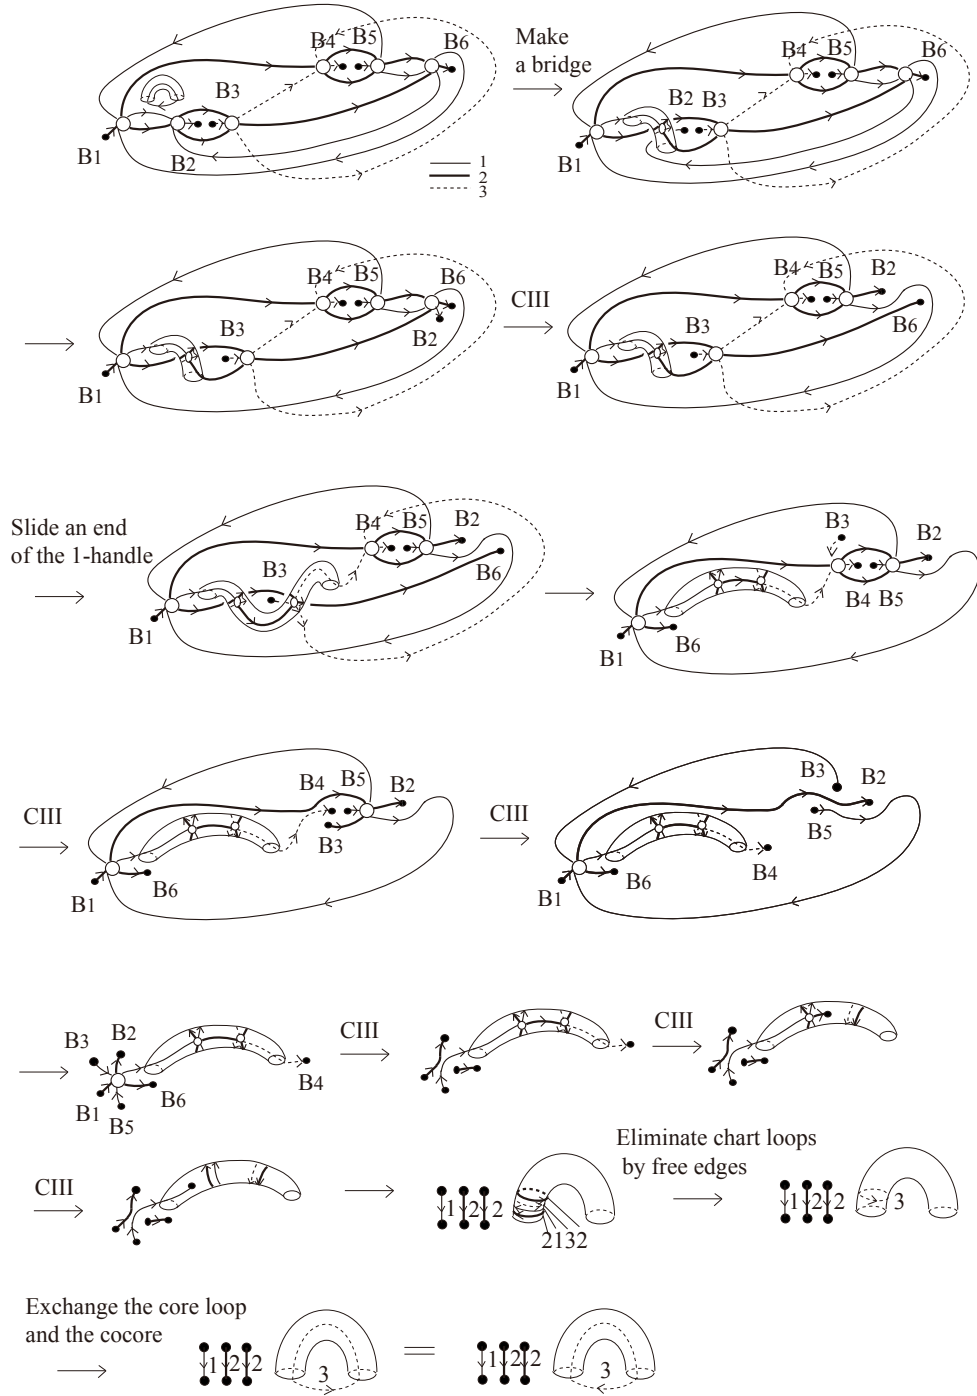 B4 B5 B6
B3
B1 B2
1
2
3
Make
a bridge
B4 B5 B6
B2 B3
B1
B4 B5 B6
B3 B2
B1
CIII
B4 B5 B2
B3 B6
B1
Slide an end
of the 1-handle
B4 B5 B2
B3 B6
B1
B3 B2
B4 B5
B1 B6
CIII
B4 B5 B2
B3
B1 B6
CIII
B3 B2
B5
B4
B1 B6
B3 B2
B4
B1 B6
B5
CIII
CIII
CIII
1 2 2
2132
Eliminate chart loops
by free edges
1 2 2 3
Exchange the core loop
and the cocore
1 2 2 3
=
1 2 2 3